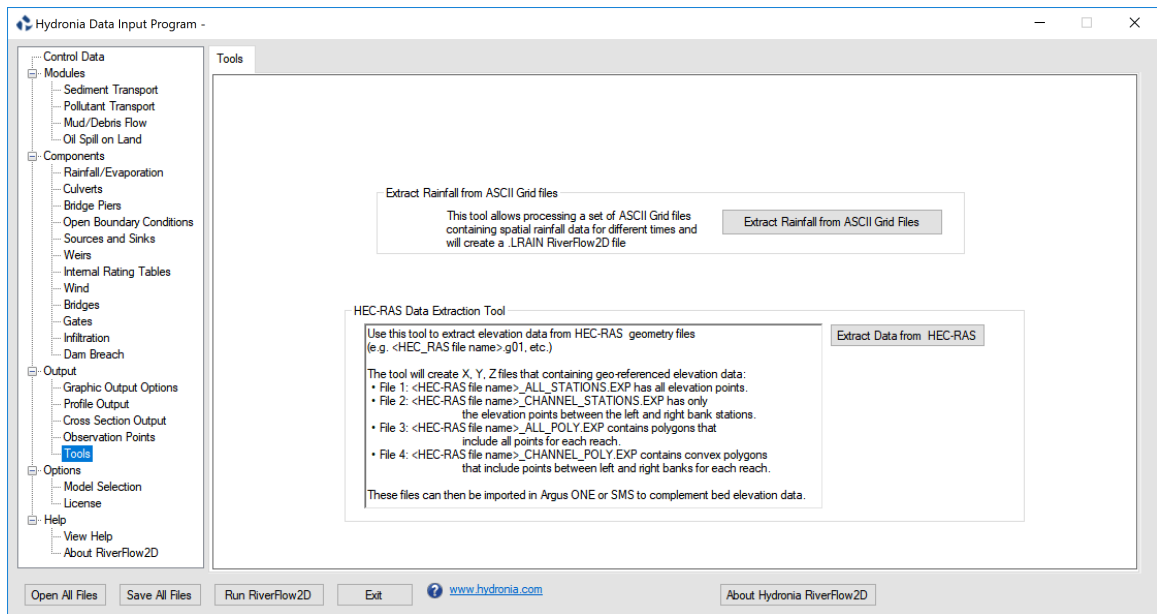 Hydronia Data Input Program -
Control Data
Modules
Sediment Transport
Pollutant Transport
Mud/Debris Flow
Oil Spill on Land
Components
Rainfall/Evaporation
Culverts
Bridge Piers
Open Boundary Conditions
Sources and Sinks
Weirs
Internal Rating Tables
Wind
Bridges
Gates
Infiltration
Dam Breach
Output
Graphic Output Options
Profile Output
Cross Section Output
Observation Points
Tools
Options
Model Selection
License
Help
View Help
About RiverFlow2D
Tools
Extract Rainfall from ASCII Grid files
This tool allows processing a set of ASCII Grid files
containing spatial rainfall data for different times and
will create a .LRAIN RiverFlow2D file
Extract Rainfall from ASCII Grid Files
HEC-RAS Data Extraction Tool
Use this tool to extract elevation data from HEC-RAS  geometry files
(e.g. <HEC_RAS file name>.g01, etc.)
The tool will create X, Y, Z files that containing geo-referenced elevation data:
• File 1: <HEC-RAS file name>_ALL_STATIONS.EXP has all elevation points.
• File 2: <HEC-RAS file name>_CHANNEL_STATIONS.EXP has only
the elevation points between the left and right bank stations.
• File 3: <HEC-RAS file name>_ALL_POLY.EXP contains polygons that
include all points for each reach.
• File 4: <HEC-RAS file name>_CHANNEL_POLY.EXP contains convex polygons
that include points between left and right banks for each reach.
These files can then be imported in Argus ONE or SMS to complement bed elevation data.
Extract Data from  HEC-RAS
Open All Files
Save All Files
Run RiverFlow2D
Exit
? www.hydronia.com
About Hydronia RiverFlow2D